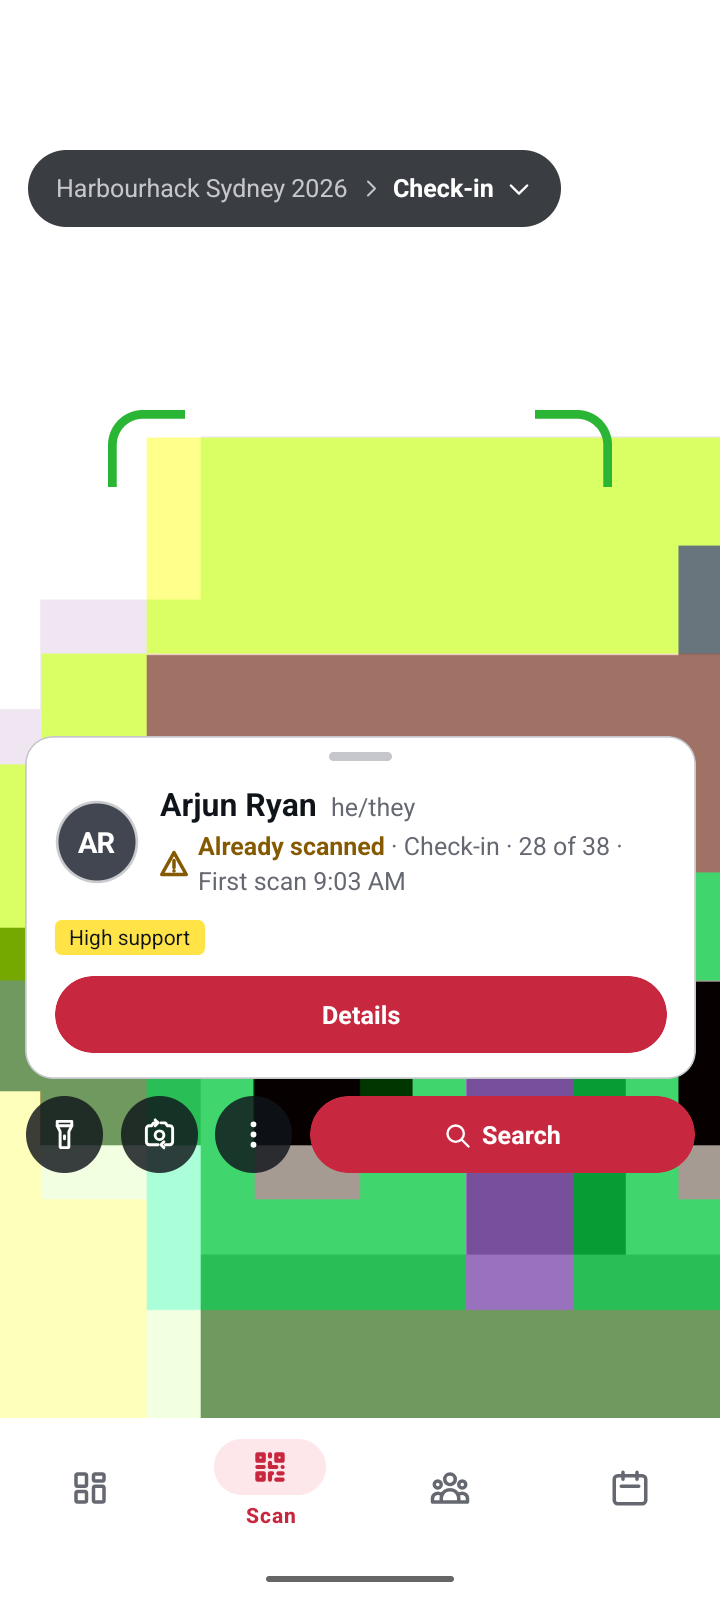 Harbourhack Sydney 2026 > Check-in
AR
Arjun Ryan he/they
Already scanned · Check-in · 28 of 38 ·
First scan 9:03 AM
High support
Details
Search
Scan